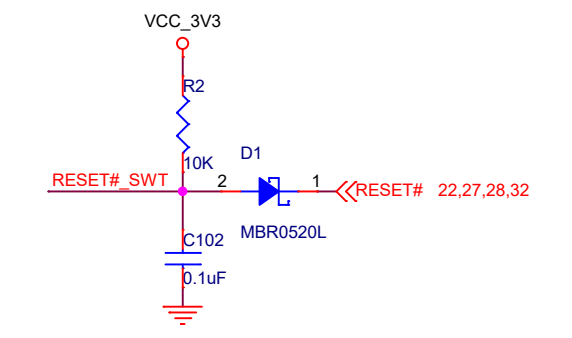 VCC_3V3
R2
10K
D1
RESET#_SWT
2
1
RESET# 22,27,28,32
MBR0520L
C102
0.1uF